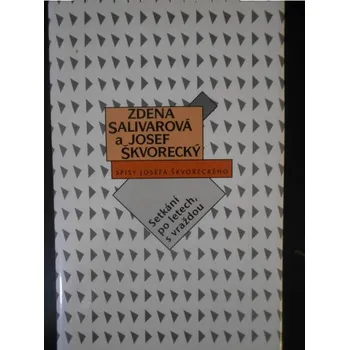 ZDENA
SALIVAROVÁ
a JOSEF
ŠKVORECKÝ
SPISY JOSEFA ŠKVORECKÉHO
Setkání
po letech,
s vraždou